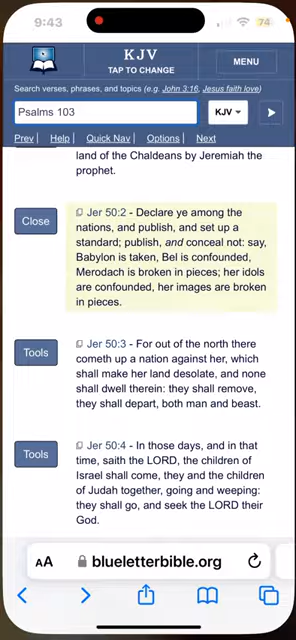 9:43
74
KJV
TAP TO CHANGE
MENU
Search verses, phrases, and topics (e.g. John 3:16, Jesus faith love)
Psalms 103
KJV
Prev | Help | Quick Nav | Options | Next
land of the Chaldeans by Jeremiah the
prophet.
Close
Jer 50:2 - Declare ye among the
nations, and publish, and set up a
standard; publish, and conceal not: say,
Babylon is taken, Bel is confounded,
Merodach is broken in pieces; her idols
are confounded, her images are broken
in pieces.
Tools
Jer 50:3 - For out of the north there
cometh up a nation against her, which
shall make her land desolate, and none
shall dwell therein: they shall remove,
they shall depart, both man and beast.
Tools
Jer 50:4 - In those days, and in that
time, saith the LORD, the children of
Israel shall come, they and the children
of Judah together, going and weeping:
they shall go, and seek the LORD their
God.
AA
blueletterbible.org